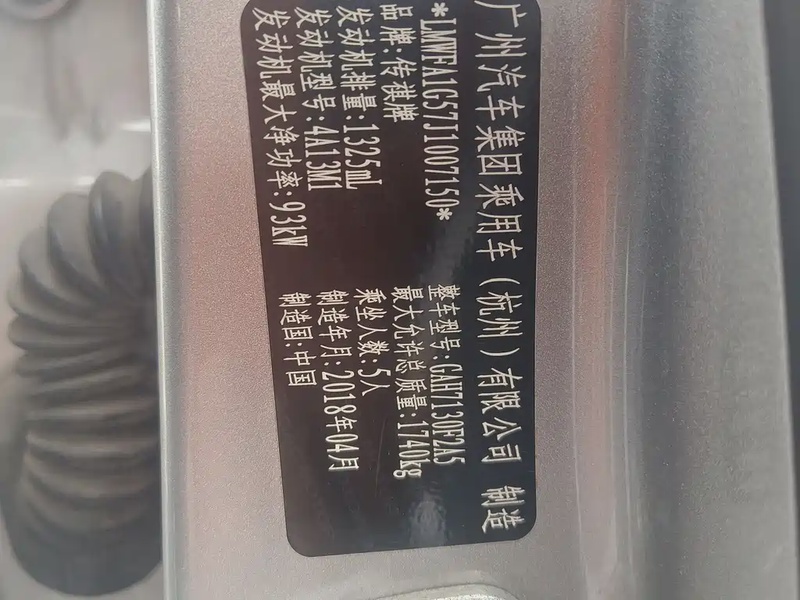 广州汽车集团乘用车（杭州）有限公司 制造
*LMWFA1G57J1007150*
整车型号:GAH7130F2A5
品牌:传祺牌
最大允许总质量:1740kg
发动机排量:1325mL
乘坐人数:5人
发动机型号:4A13M1
制造年月:2018年04月
发动机最大净功率:93kW
制造国:中国